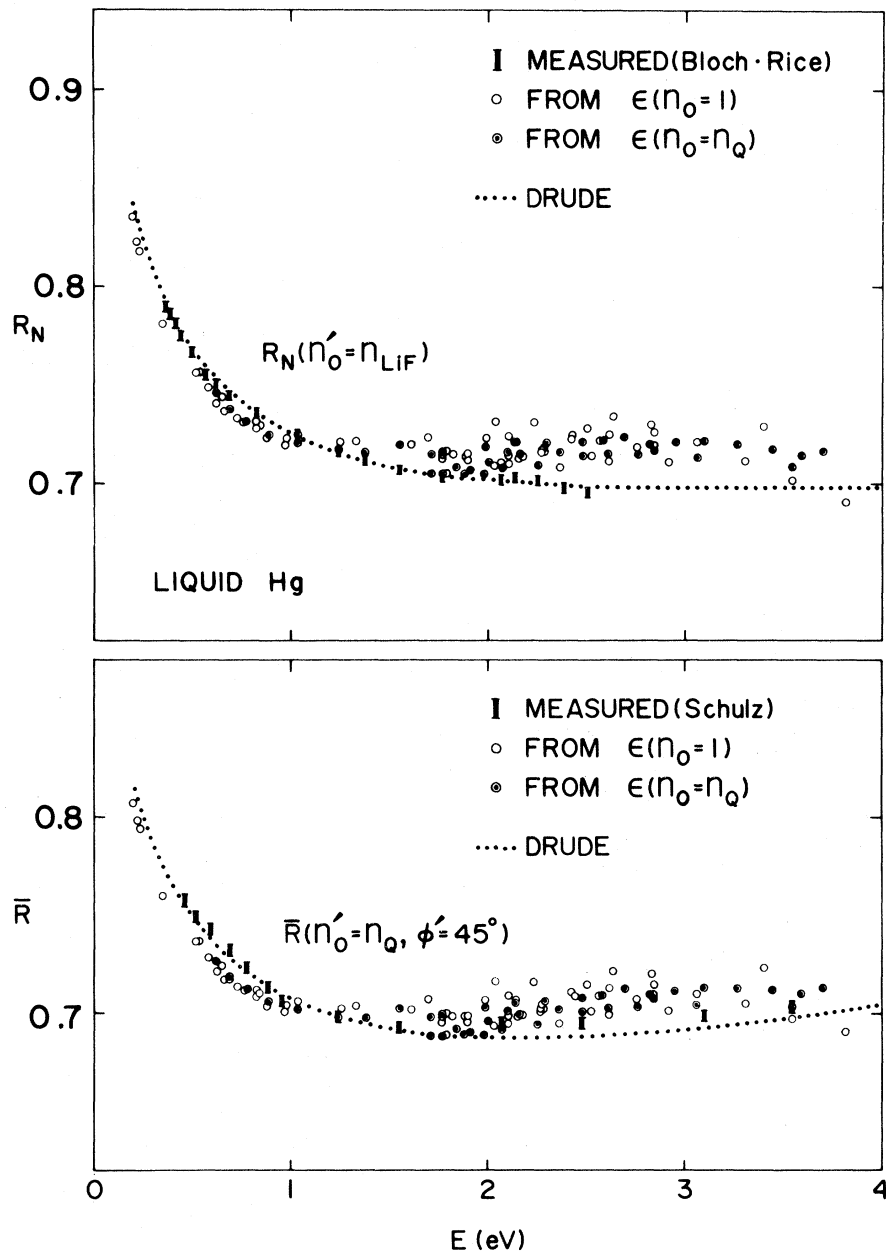 MEASURED (Bloch·Rice)
FROM ϵ(n₀=1)
FROM ϵ(n₀=n_Q)
DRUDE
0.9
0.8
R_N
R_N(n₀′=n_LiF)
0.7
LIQUID Hg
MEASURED (Schulz)
FROM ϵ(n₀=1)
FROM ϵ(n₀=n_Q)
DRUDE
0.8
R̅
R̅(n₀′=n_Q, ϕ′=45°)
0.7
0 1 2 3 4
E (eV)